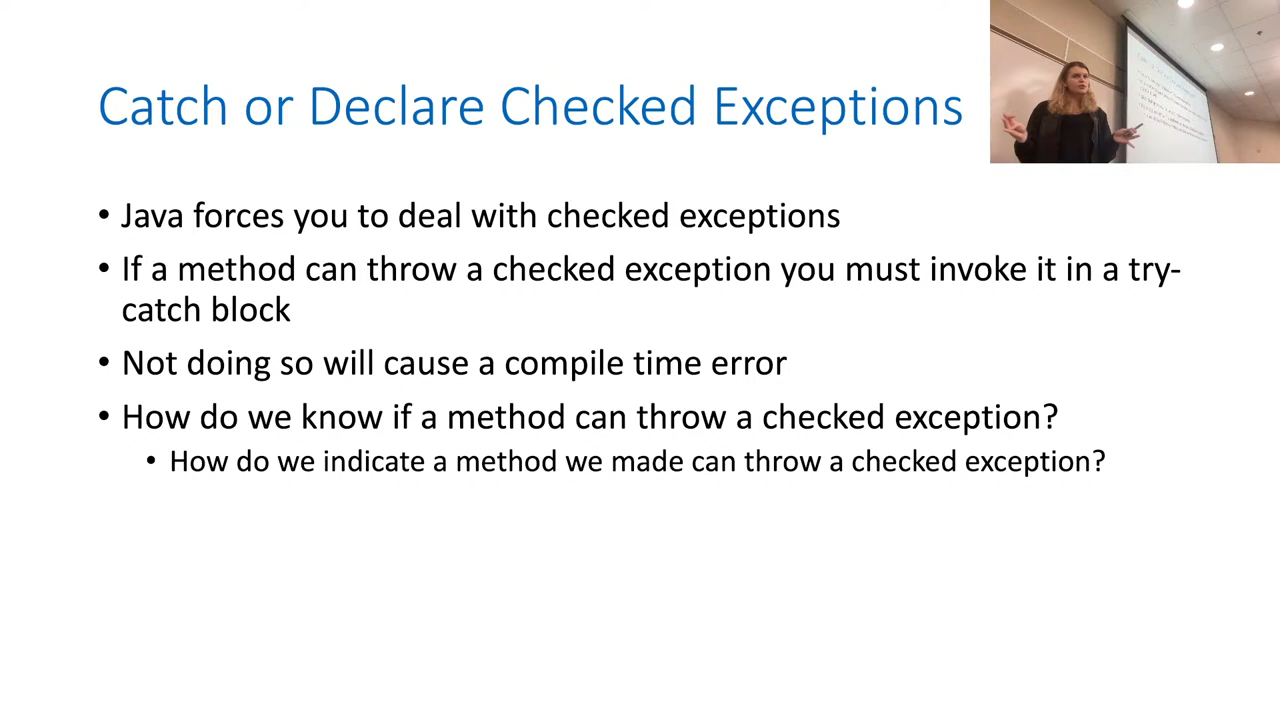 Catch or Declare Checked Exceptions
• Java forces you to deal with checked exceptions
• If a method can throw a checked exception you must invoke it in a try-
catch block
• Not doing so will cause a compile time error
• How do we know if a method can throw a checked exception?
• How do we indicate a method we made can throw a checked exception?